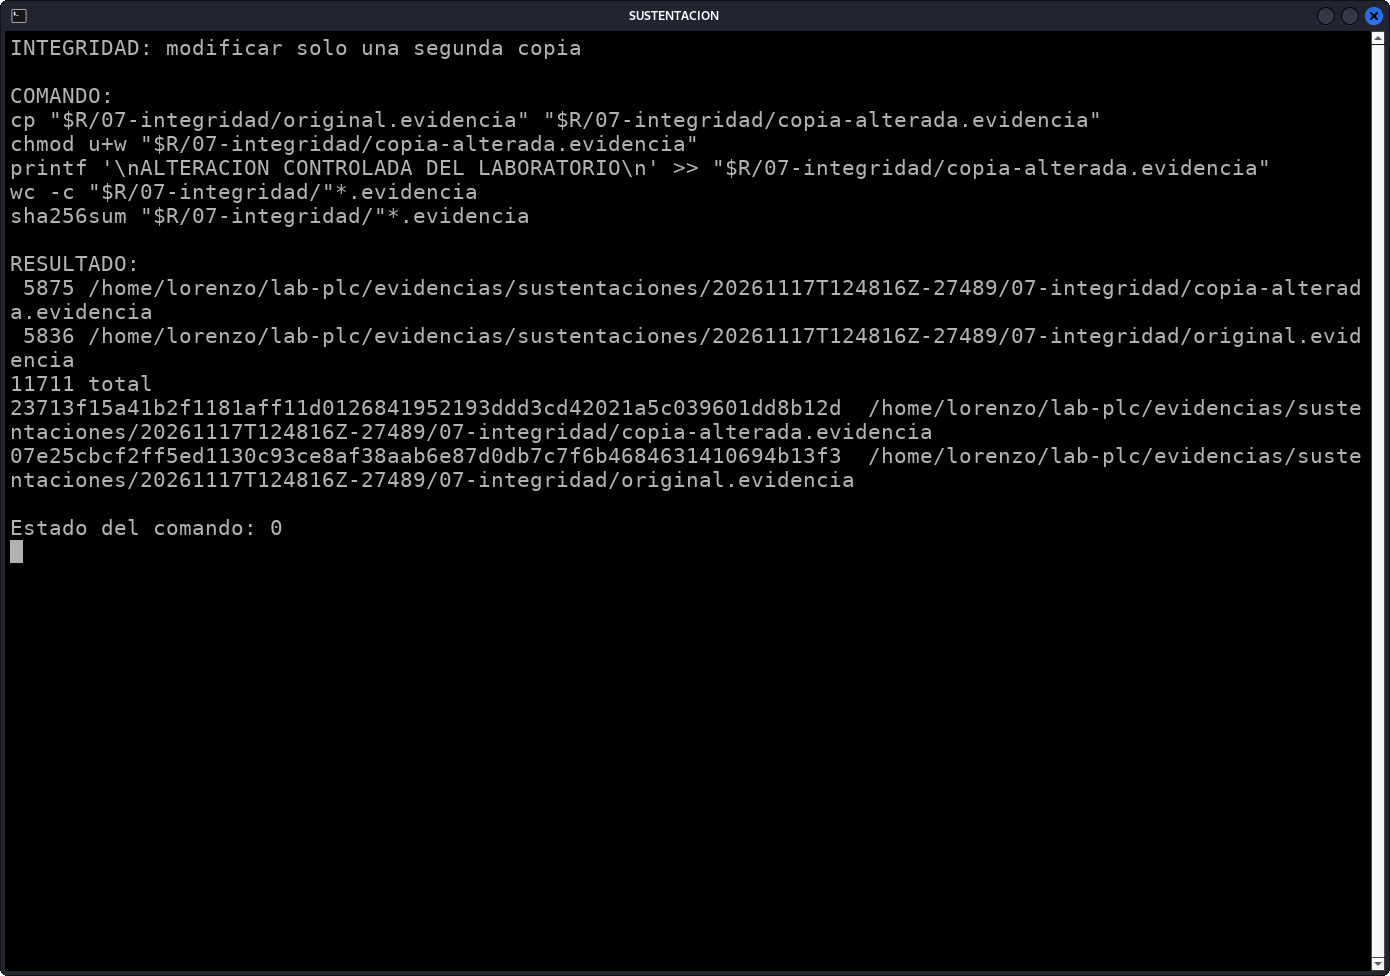 SUSTENTACION
INTEGRIDAD: modificar solo una segunda copia
COMANDO:
cp "$R/07-integridad/original.evidencia" "$R/07-integridad/copia-alterada.evidencia"
chmod u+w "$R/07-integridad/copia-alterada.evidencia"
printf '\nALTERACION CONTROLADA DEL LABORATORIO\n' >> "$R/07-integridad/copia-alterada.evidencia"
wc -c "$R/07-integridad/"*.evidencia
sha256sum "$R/07-integridad/"*.evidencia
RESULTADO:
 5875 /home/lorenzo/lab-plc/evidencias/sustentaciones/20261117T124816Z-27489/07-integridad/copia-alterad
a.evidencia
 5836 /home/lorenzo/lab-plc/evidencias/sustentaciones/20261117T124816Z-27489/07-integridad/original.evid
encia
11711 total
23713f15a41b2f1181aff11d0126841952193ddd3cd42021a5c039601dd8b12d  /home/lorenzo/lab-plc/evidencias/suste
ntaciones/20261117T124816Z-27489/07-integridad/copia-alterada.evidencia
07e25cbcf2ff5ed1130c93ce8af38aab6e87d0db7c7f6b4684631410694b13f3  /home/lorenzo/lab-plc/evidencias/suste
ntaciones/20261117T124816Z-27489/07-integridad/original.evidencia
Estado del comando: 0